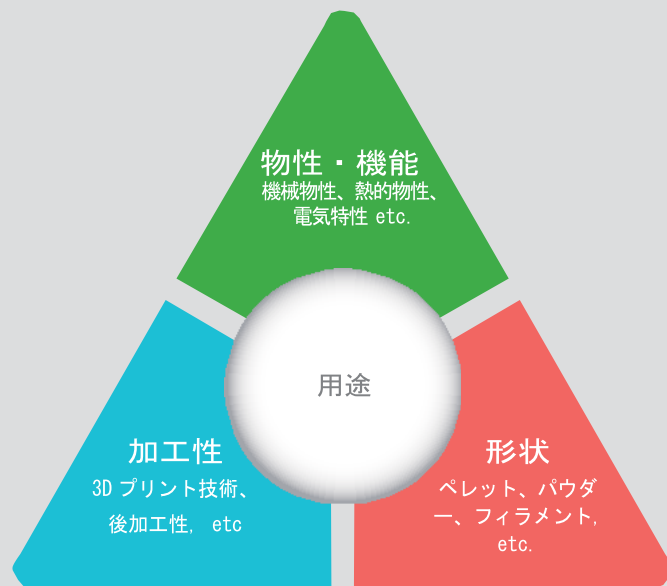 物性・機能
機械物性、熱的物性、
電気特性 etc.
用途
加工性
3D プリント技術、
後加工性, etc
形状
ペレット、パウダ
ー、フィラメント,
etc.